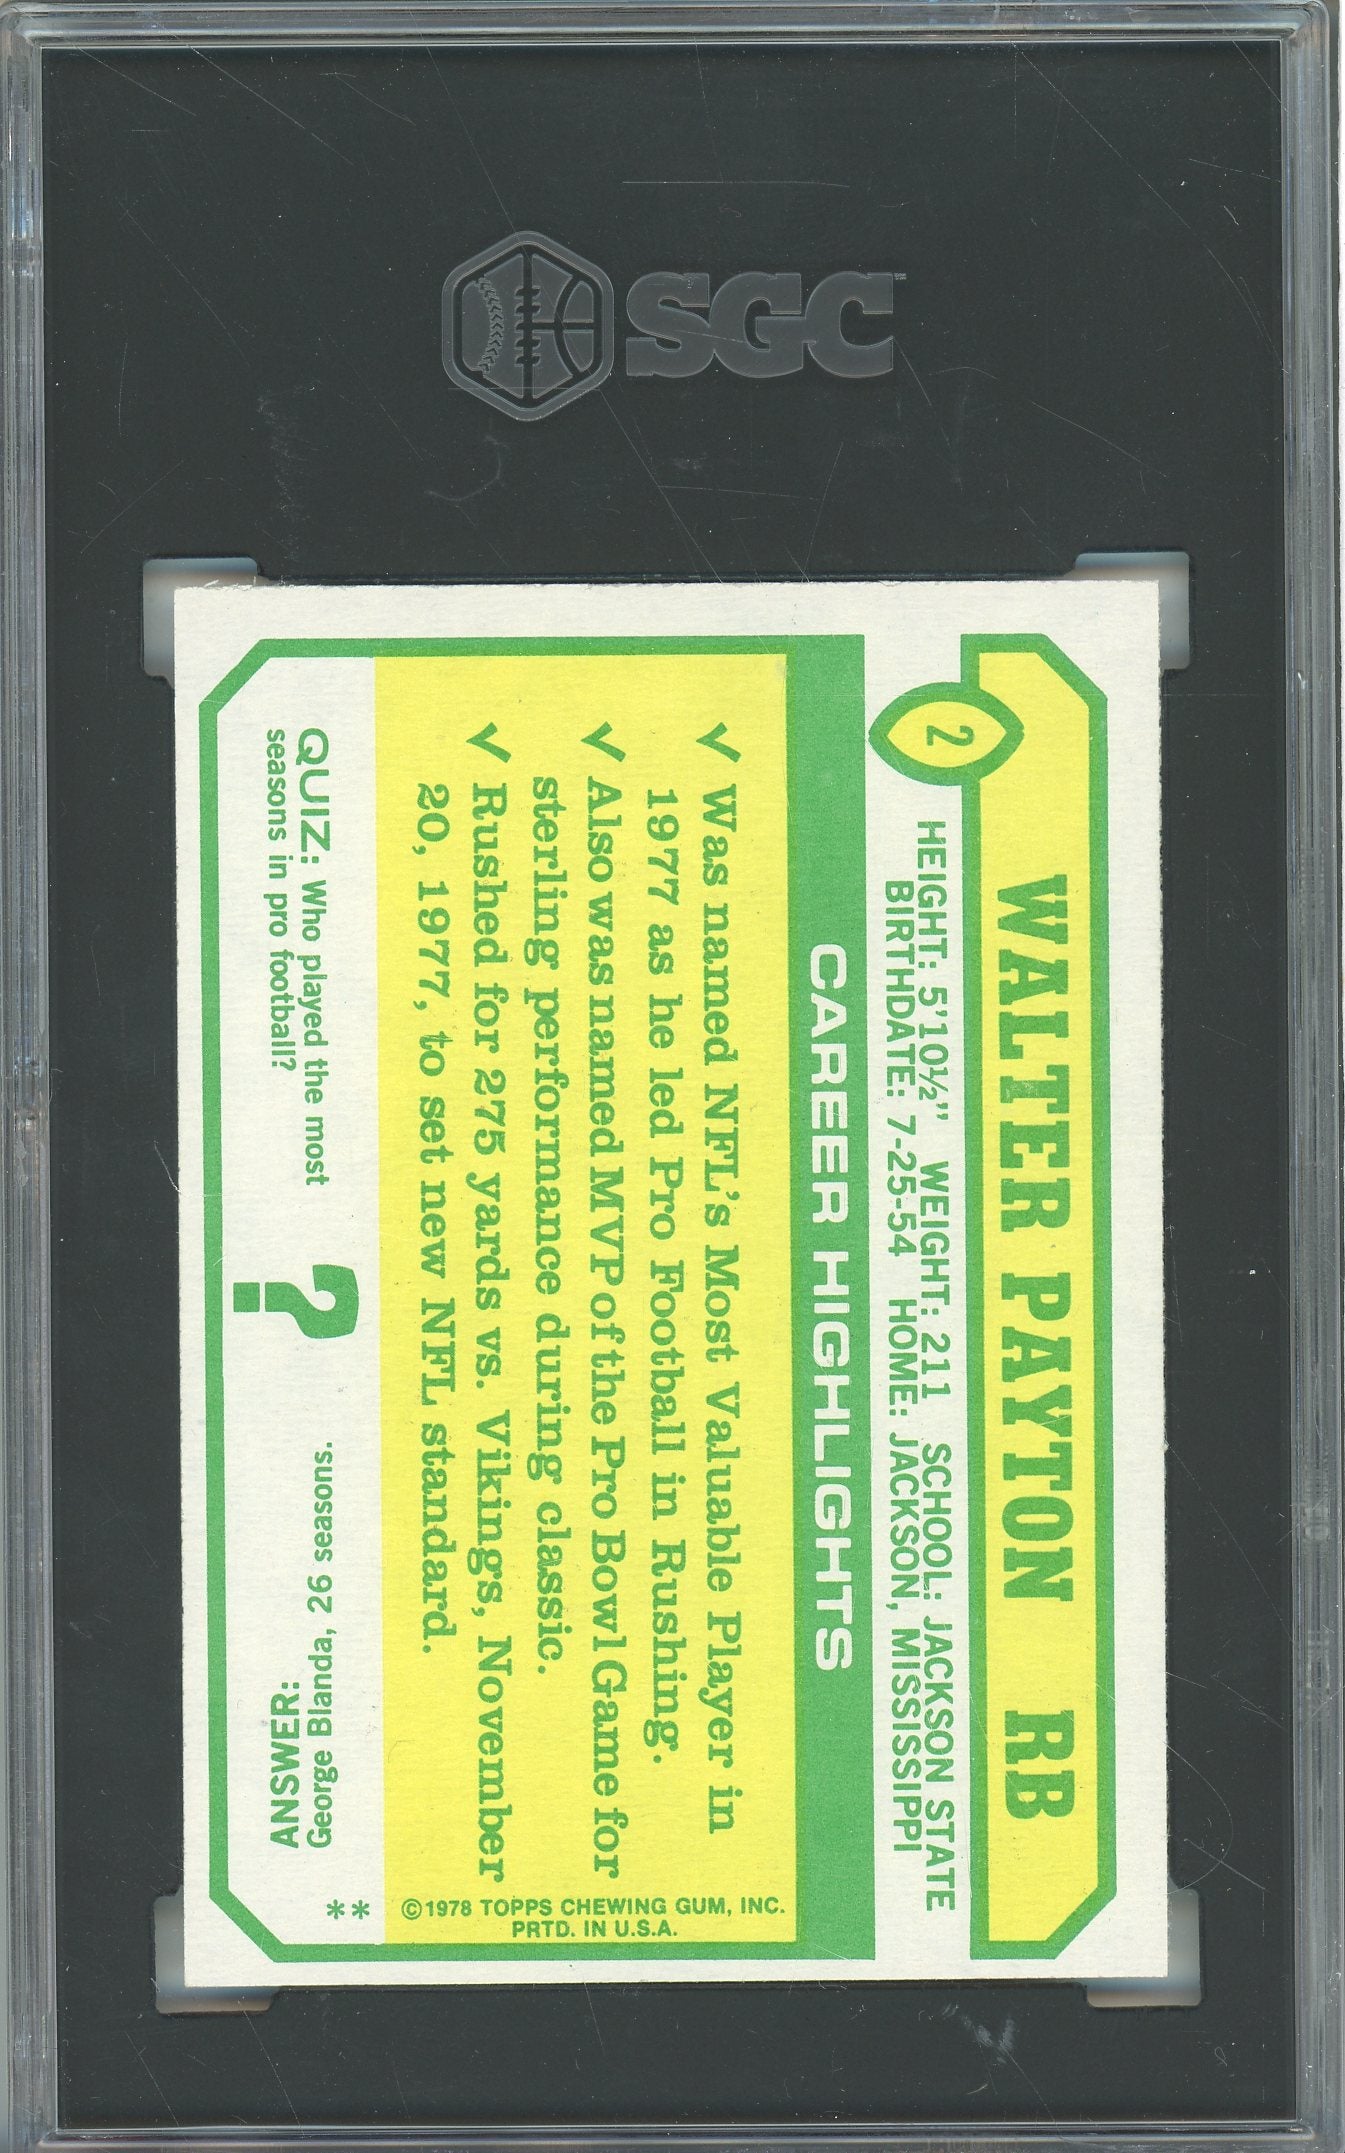 SGC
2
WALTER PAYTON RB
HEIGHT: 5'10½" WEIGHT: 211 SCHOOL: JACKSON STATE
BIRTHDATE: 7-25-54 HOME: JACKSON, MISSISSIPPI
CAREER HIGHLIGHTS
✓ Was named NFL's Most Valuable Player in
1977 as he led Pro Football in Rushing.
✓ Also was named MVP of the Pro Bowl Game for
sterling performance during classic.
✓ Rushed for 275 yards vs. Vikings, November
20, 1977, to set new NFL standard.
©1978 TOPPS CHEWING GUM, INC.
PRTD. IN U.S.A.
QUIZ: Who played the most
seasons in pro football?
?
ANSWER:
George Blanda, 26 seasons.
**